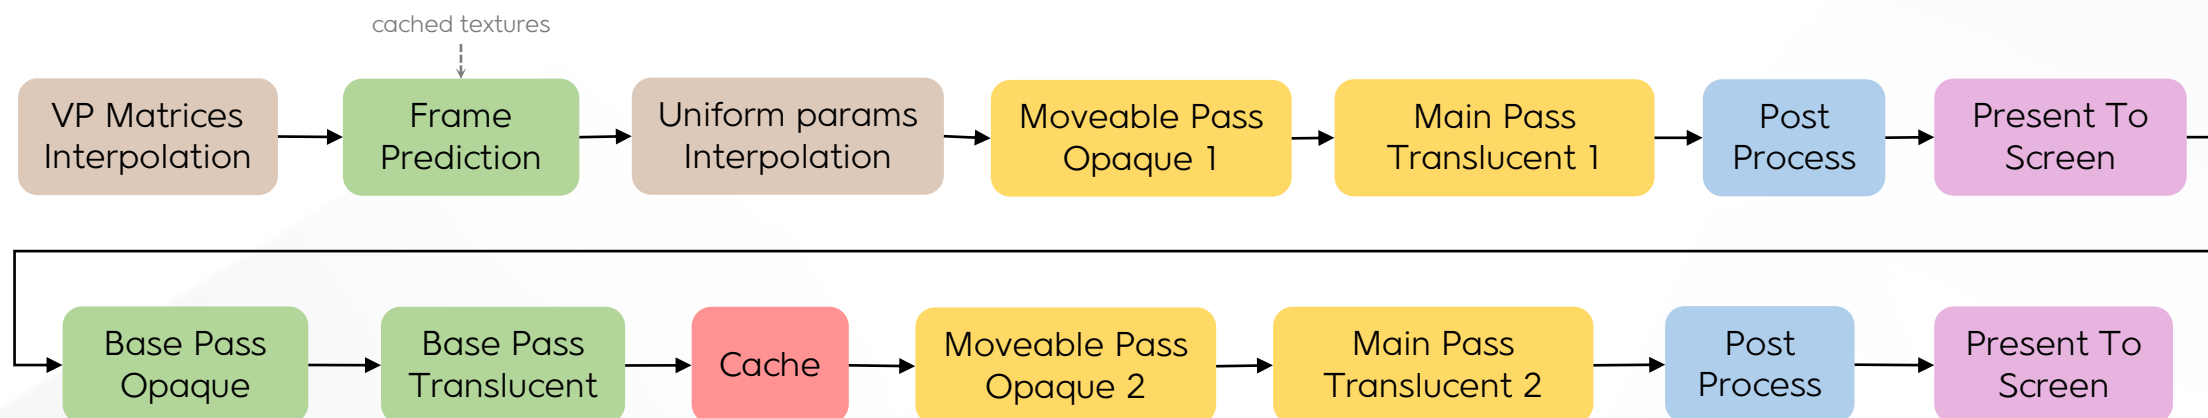 cached textures
VP Matrices
Interpolation
Frame
Prediction
Uniform params
Interpolation
Moveable Pass
Opaque 1
Main Pass
Translucent 1
Post
Process
Present To
Screen
Base Pass
Opaque
Base Pass
Translucent
Cache
Moveable Pass
Opaque 2
Main Pass
Translucent 2
Post
Process
Present To
Screen